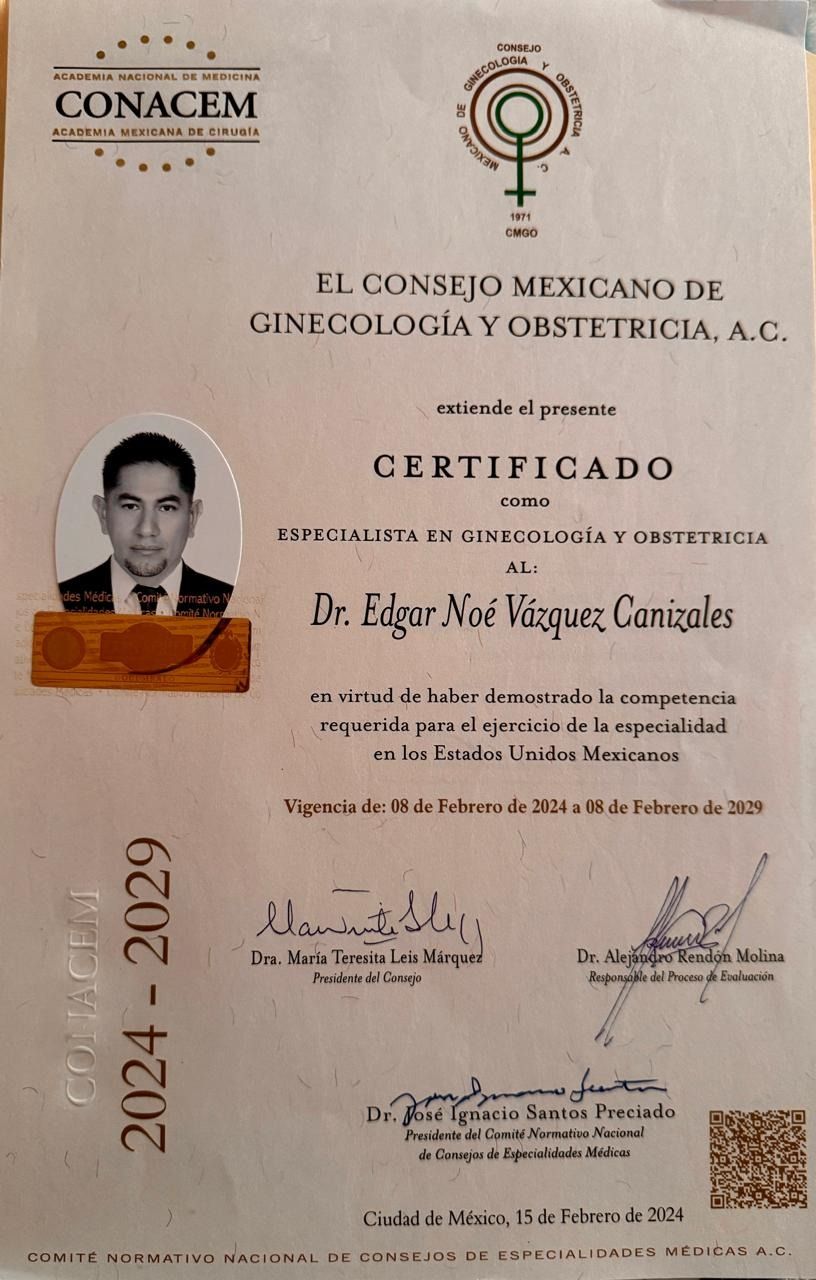 ACADEMIA NACIONAL DE MEDICINA
CONACEM
ACADEMIA MEXICANA DE CIRUGÍA
CONSEJO
MEXICANO DE GINECOLOGIA Y OBSTETRICIA A.C.
1971
CMGO
EL CONSEJO MEXICANO DE
GINECOLOGÍA Y OBSTETRICIA, A.C.
extiende el presente
CERTIFICADO
como
ESPECIALISTA EN GINECOLOGÍA Y OBSTETRICIA
AL:
Dr. Edgar Noé Vázquez Canizales
en virtud de haber demostrado la competencia
requerida para el ejercicio de la especialidad
en los Estados Unidos Mexicanos
Vigencia de: 08 de Febrero de 2024 a 08 de Febrero de 2029
CONACEM
2024 - 2029
Dra. María Teresita Leis Márquez
Presidente del Consejo
Dr. Alejandro Rendón Molina
Responsable del Proceso de Evaluación
Dr. José Ignacio Santos Preciado
Presidente del Comité Normativo Nacional
de Consejos de Especialidades Médicas
Ciudad de México, 15 de Febrero de 2024
COMITÉ NORMATIVO NACIONAL DE CONSEJOS DE ESPECIALIDADES MÉDICAS A.C.